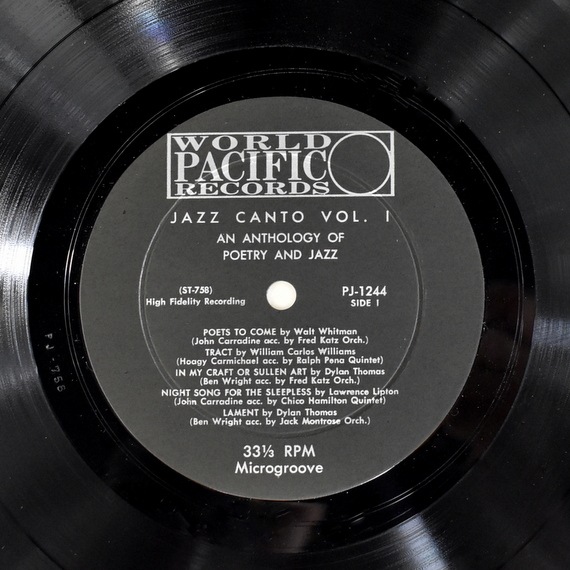 WORLD
PACIFIC
RECORDS
JAZZ CANTO VOL. I
AN ANTHOLOGY OF
POETRY AND JAZZ
(ST-758)
High Fidelity Recording
PJ-1244
SIDE 1
POETS TO COME by Walt Whitman
(John Carradine acc. by Fred Katz Orch.)
TRACT by William Carlos Williams
(Hoagy Carmichael acc. by Ralph Pena Quintet)
IN MY CRAFT OR SULLEN ART by Dylan Thomas
(Ben Wright acc. by Fred Katz Orch.)
NIGHT SONG FOR THE SLEEPLESS by Lawrence Lipton
(John Carradine acc. by Chico Hamilton Quintet)
LAMENT by Dylan Thomas
(Ben Wright acc. by Jack Montrose Orch.)
33⅓ RPM
Microgroove
PJ-758